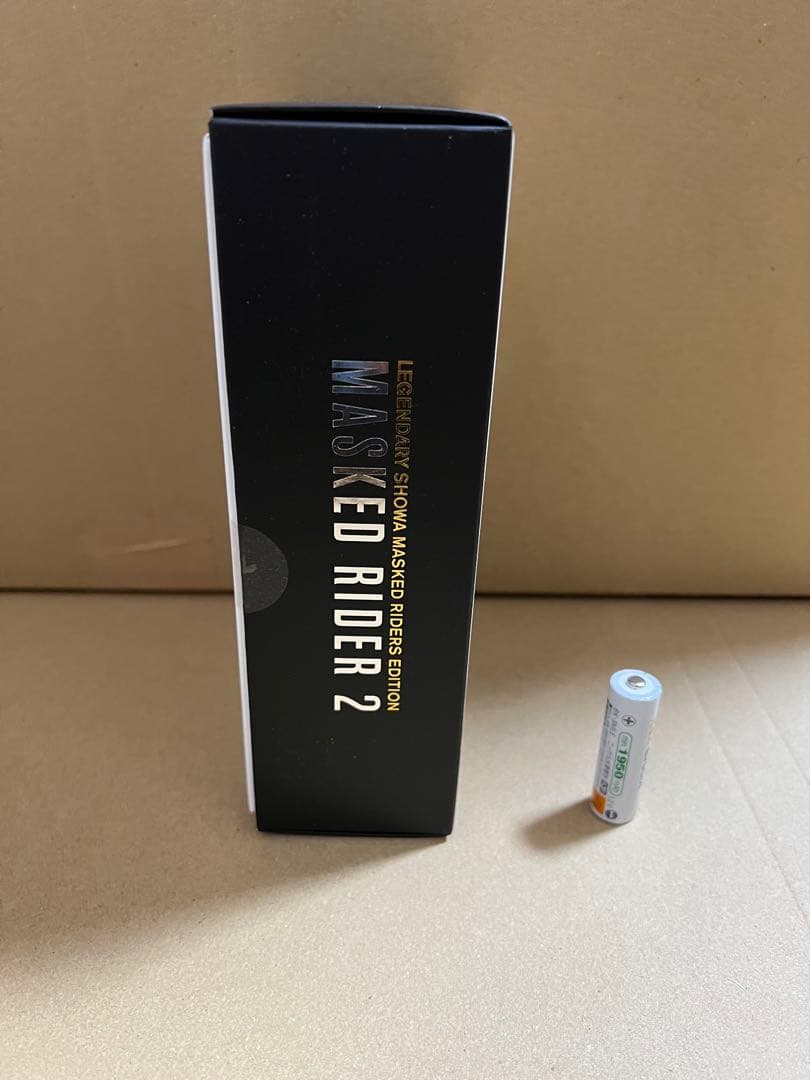 LEGENDARY SHOWA MASKED RIDERS EDITION
MASKED RIDER 2
1950